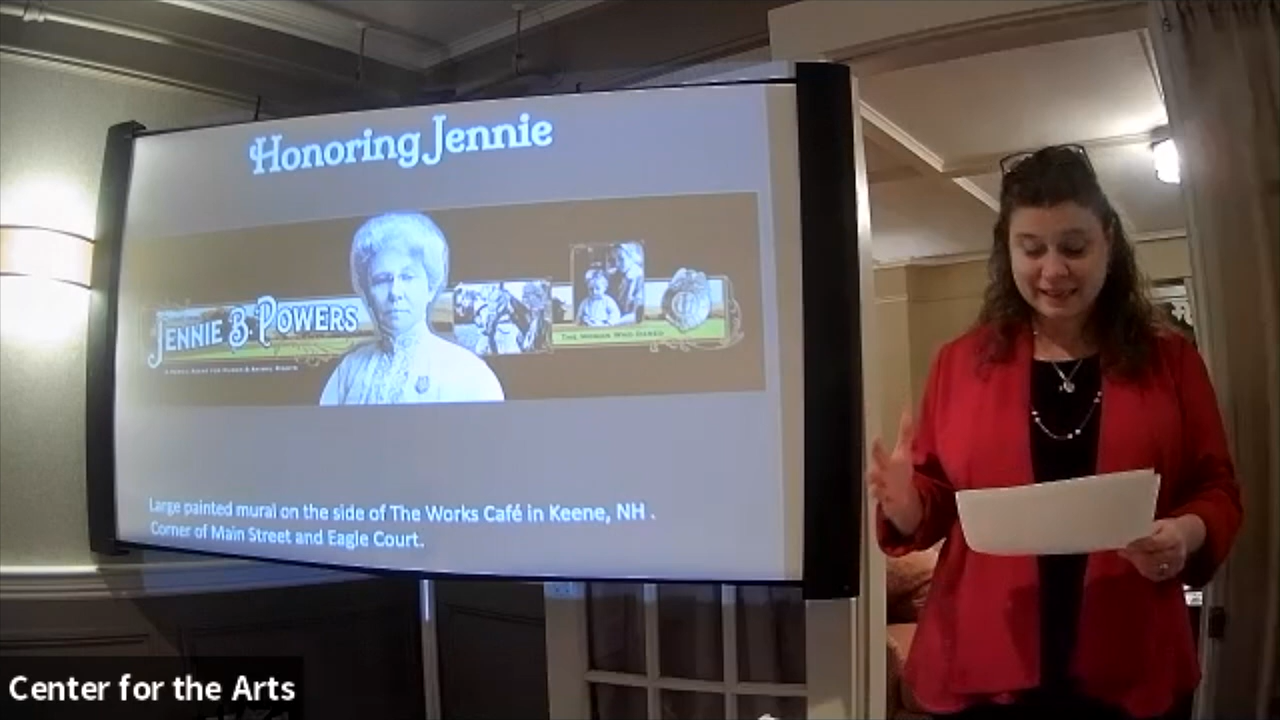 Honoring Jennie
JENNIE B. POWERS
THE WOMAN WHO DARED
Large painted mural on the side of The Works Café in Keene, NH .
Corner of Main Street and Eagle Court.
Center for the Arts